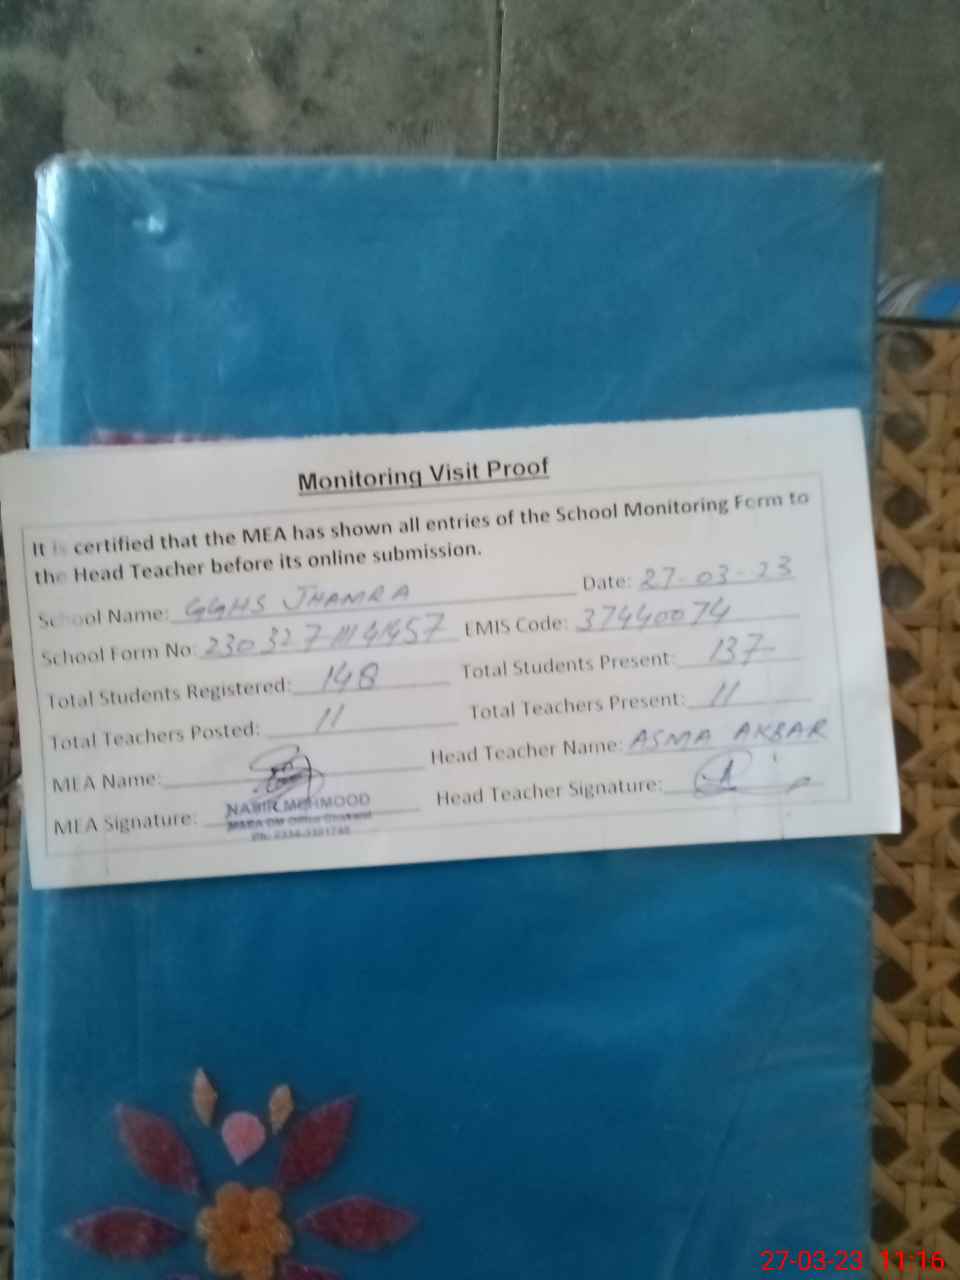 Monitoring Visit Proof
It is certified that the MEA has shown all entries of the School Monitoring Form to
the Head Teacher before its online submission.
School Name: GGHS JHAMRA Date: 27-03-23
School Form No: EMIS Code: 37440074
Total Students Registered: 148 Total Students Present: 137
Total Teachers Posted: 11 Total Teachers Present: 11
MEA Name: Head Teacher Name: ASMA AKBAR
MEA Signature: MEHMOOD Head Teacher Signature:
27-03-23 11:16